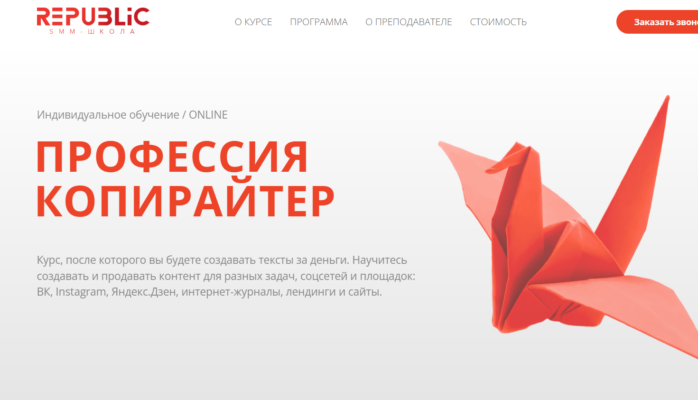 REPUBLIC
SMM-ШКОЛА
О КУРСЕ ПРОГРАММА О ПРЕПОДАВАТЕЛЕ СТОИМОСТЬ
Заказать звоно
Индивидуальное обучение / ONLINE
ПРОФЕССИЯ
КОПИРАЙТЕР
Курс, после которого вы будете создавать тексты за деньги. Научитесь
создавать и продавать контент для разных задач, соцсетей и площадок:
ВК, Instagram, Яндекс.Дзен, интернет-журналы, лендинги и сайты.